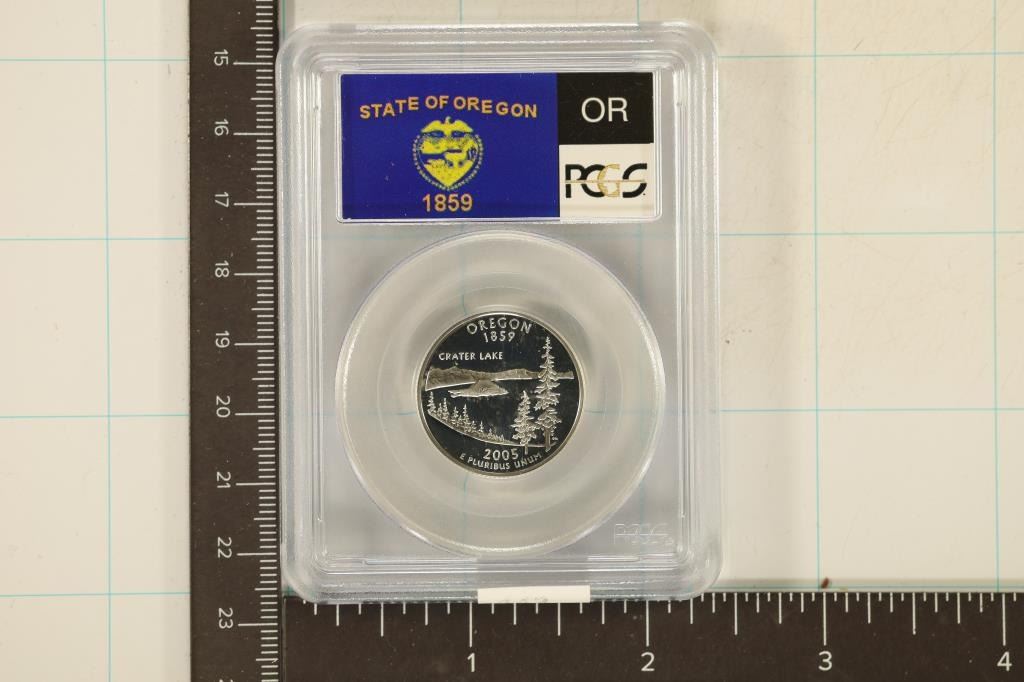 STATE OF OREGON
1859
OR
PCGS
OREGON
1859
CRATER LAKE
2005
E PLURIBUS UNUM
PCGS
15
16
17
18
19
20
21
22
23
1 2 3 4